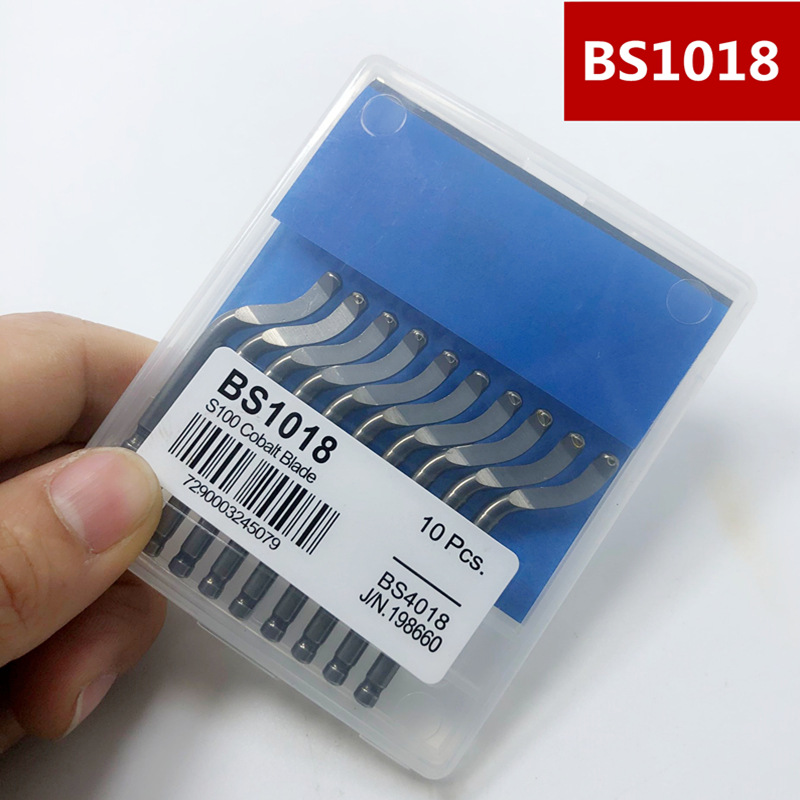 BS1018
BS1018
S100 Cobalt Blade
7290003245079
10 Pcs.
BS4018
J/N.198660